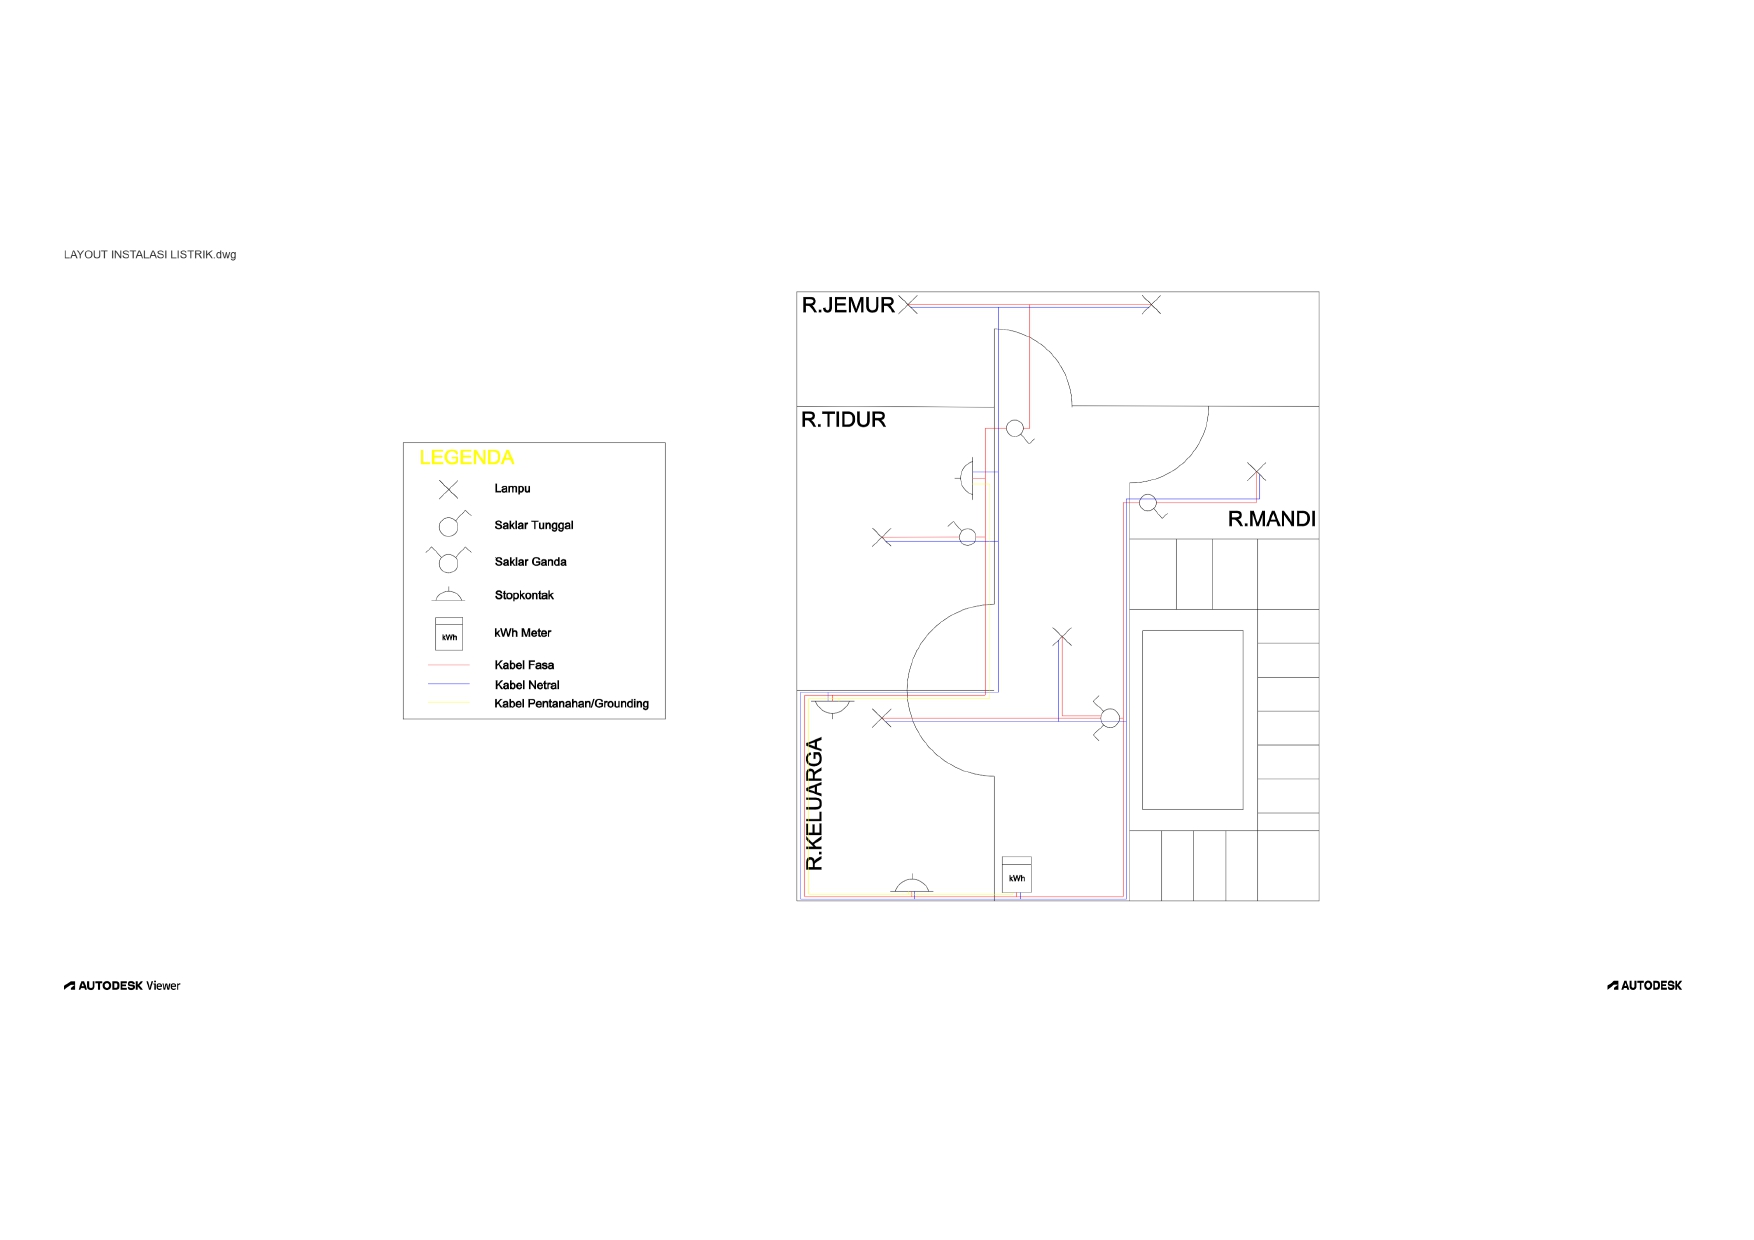 LAYOUT INSTALASI LISTRIK.dwg
R.JEMUR
R.TIDUR
LEGENDA
Lampu
Saklar Tunggal
Saklar Ganda
Stopkontak
kWh
kWh Meter
Kabel Fasa
Kabel Netral
Kabel Pentanahan/Grounding
R.MANDI
R.KELUARGA
kWh
AUTODESK Viewer
AUTODESK